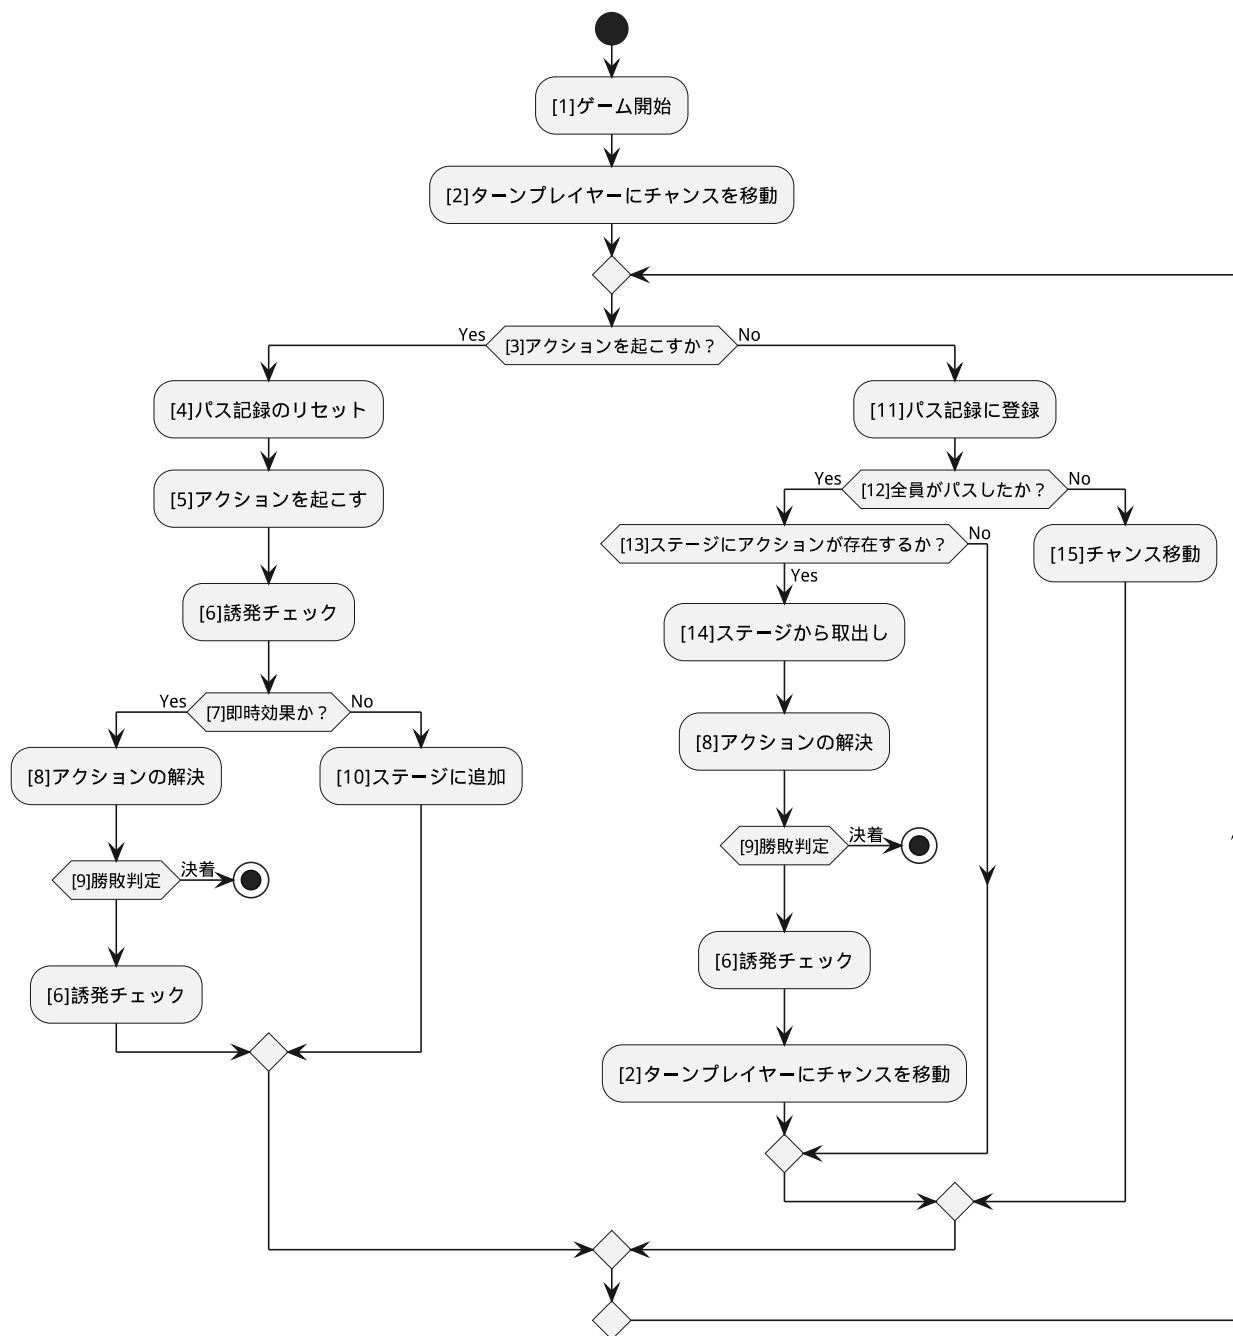 [1]ゲーム開始
[2]ターンプレイヤーにチャンスを移動
Yes
[3]アクションを起こすか？
No
[4]パス記録のリセット
[5]アクションを起こす
[6]誘発チェック
Yes
[7]即時効果か？
No
[8]アクションの解決
[10]ステージに追加
[9]勝敗判定
決着
[6]誘発チェック
[11]パス記録に登録
Yes
[12]全員がパスしたか？
No
[13]ステージにアクションが存在するか？
No
[15]チャンス移動
Yes
[14]ステージから取出し
[8]アクションの解決
[9]勝敗判定
決着
[6]誘発チェック
[2]ターンプレイヤーにチャンスを移動